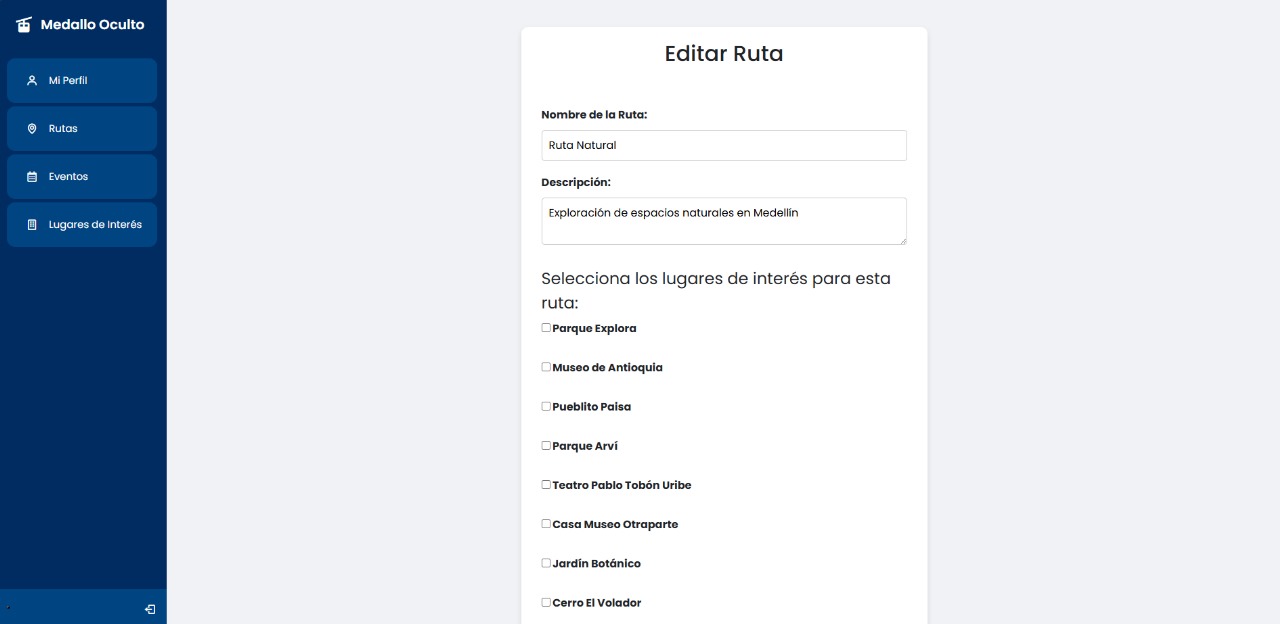 Medallo Oculto
Mi Perfil
Rutas
Eventos
Lugares de Interés
Editar Ruta
Nombre de la Ruta:
Ruta Natural
Descripción:
Exploración de espacios naturales en Medellín
Selecciona los lugares de interés para esta
ruta:
Parque Explora
Museo de Antioquia
Pueblito Paisa
Parque Arví
Teatro Pablo Tobón Uribe
Casa Museo Otraparte
Jardín Botánico
Cerro El Volador